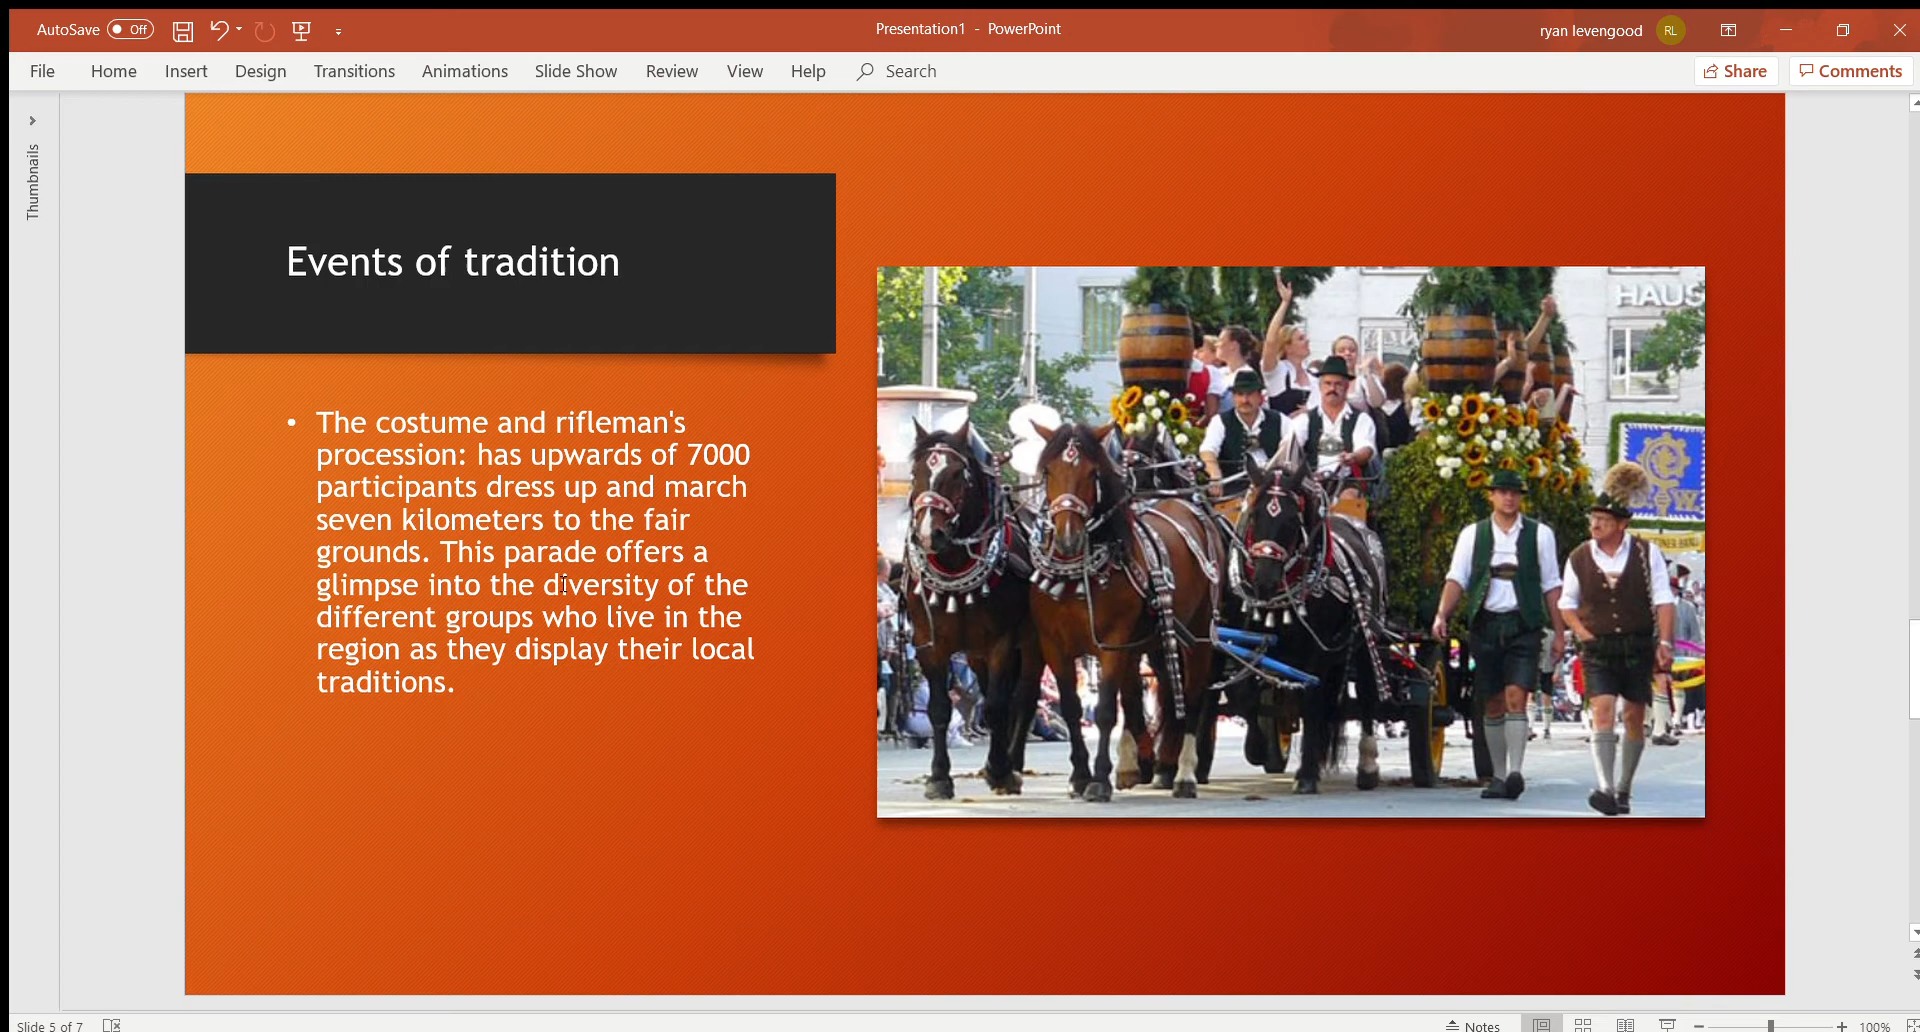 AutoSave Off
Presentation1 - PowerPoint
ryan levengood RL
File Home Insert Design Transitions Animations Slide Show Review View Help Search Share Comments
Thumbnails
Events of tradition
• The costume and rifleman's
procession: has upwards of 7000
participants dress up and march
seven kilometers to the fair
grounds. This parade offers a
glimpse into the diversity of the
different groups who live in the
region as they display their local
traditions.
HAUS
Slide 5 of 7
Notes
100%